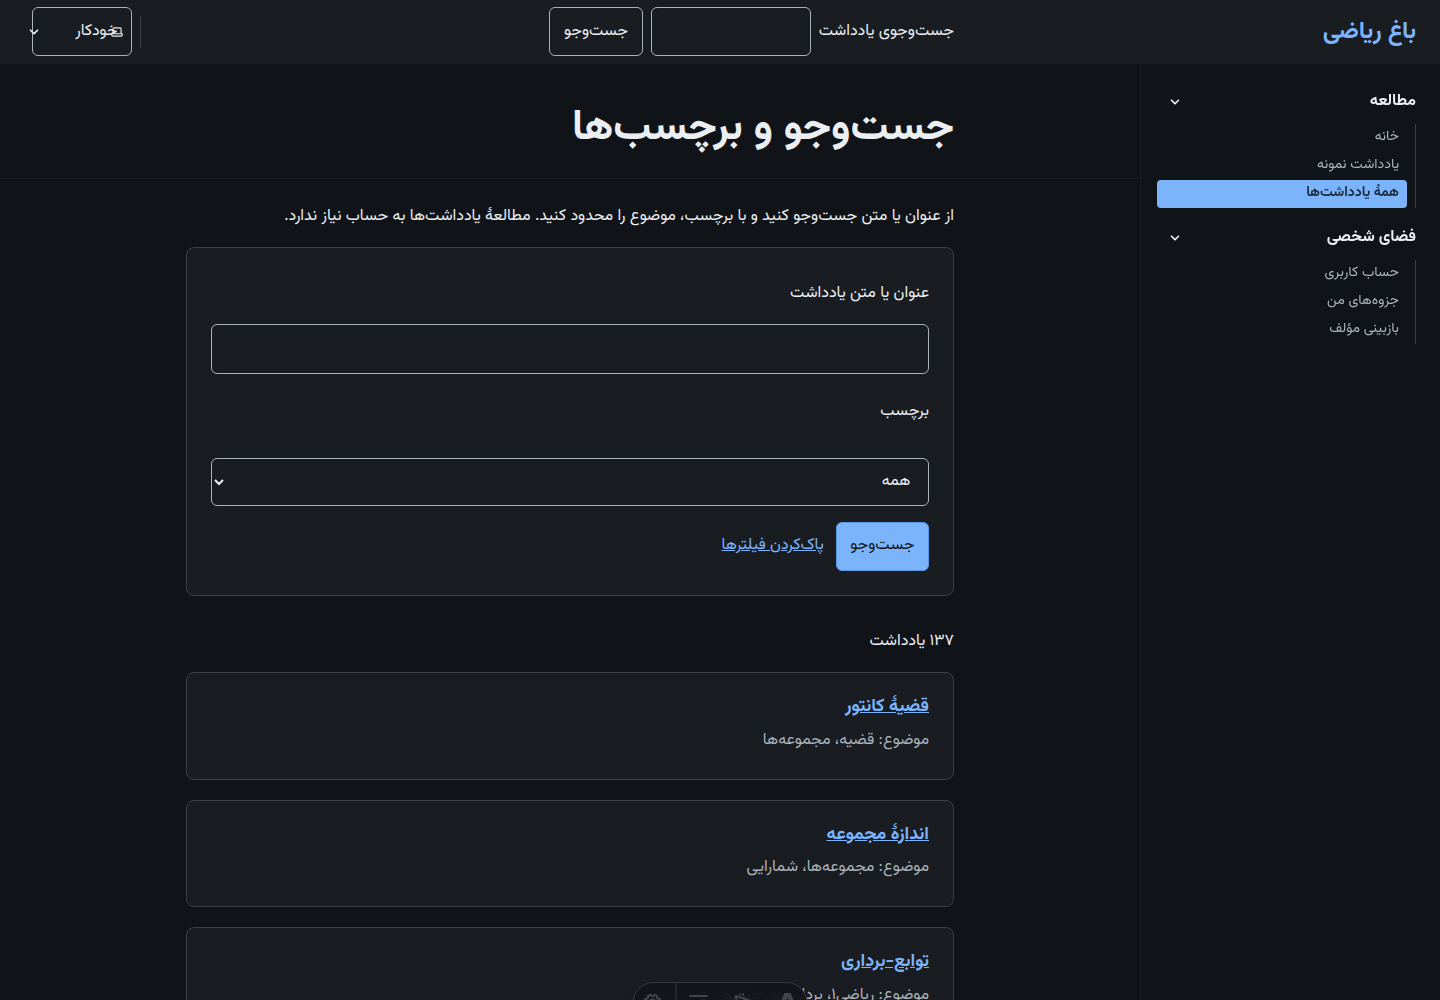 باغ ریاضی
جست‌وجوی یادداشت
جست‌وجو
خودکار
مطالعه
خانه
یادداشت نمونه
همهٔ یادداشت‌ها
فضای شخصی
حساب کاربری
جزوه‌های من
بازبینی مؤلف
جست‌وجو و برچسب‌ها
از عنوان یا متن جست‌وجو کنید و با برچسب، موضوع را محدود کنید. مطالعهٔ یادداشت‌ها به حساب نیاز ندارد.
عنوان یا متن یادداشت
برچسب
همه
جست‌وجو
پاک‌کردن فیلترها
۱۳۷ یادداشت
قضیهٔ کانتور
موضوع: قضیه، مجموعه‌ها
اندازهٔ مجموعه
موضوع: مجموعه‌ها، شمارایی
توابع-برداری
موضوع: ریاضی۱،